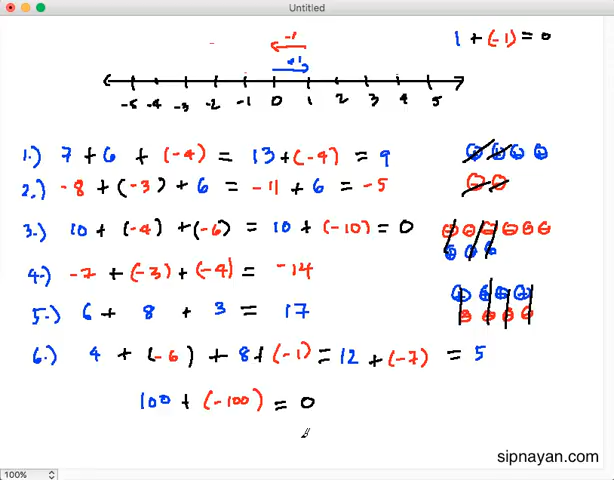 Untitled
1 + (-1) = 0
-1
+1
-5 -4 -3 -2 -1 0 1 2 3 4 5
1.) 7 + 6 + (-4) = 13 + (-4) = 9
2.) -8 + (-3) + 6 = -11 + 6 = -5
3.) 10 + (-4) + (-6) = 10 + (-10) = 0
4.) -7 + (-3) + (-4) = -14
5.) 6 + 8 + 3 = 17
6.) 4 + (-6) + 8 + (-1) = 12 + (-7) = 5
100 + (-100) = 0
sipnayan.com
100%